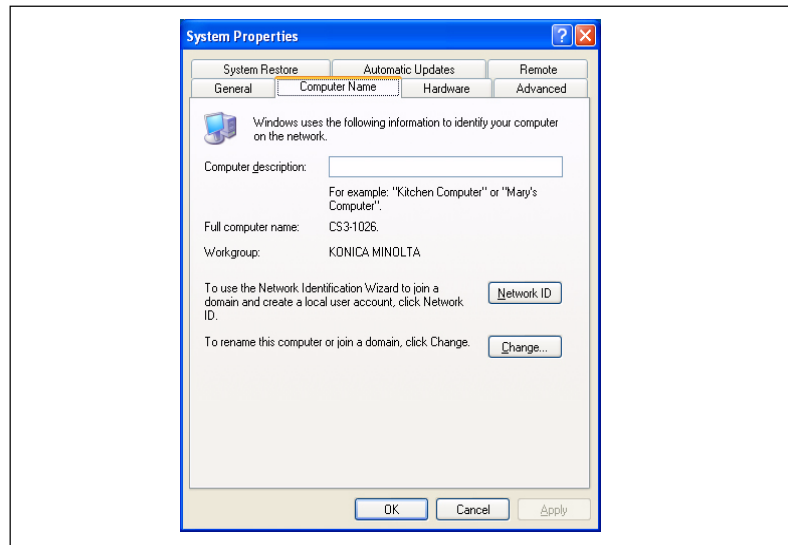 System Properties
System Restore Automatic Updates Remote
General Computer Name Hardware Advanced
Windows uses the following information to identify your computer
on the network.
Computer description:
For example: "Kitchen Computer" or "Mary's
Computer".
Full computer name: CS3-1026.
Workgroup: KONICA MINOLTA
To use the Network Identification Wizard to join a
domain and create a local user account, click Network
ID.
Network ID
To rename this computer or join a domain, click Change.
Change...
OK Cancel Apply